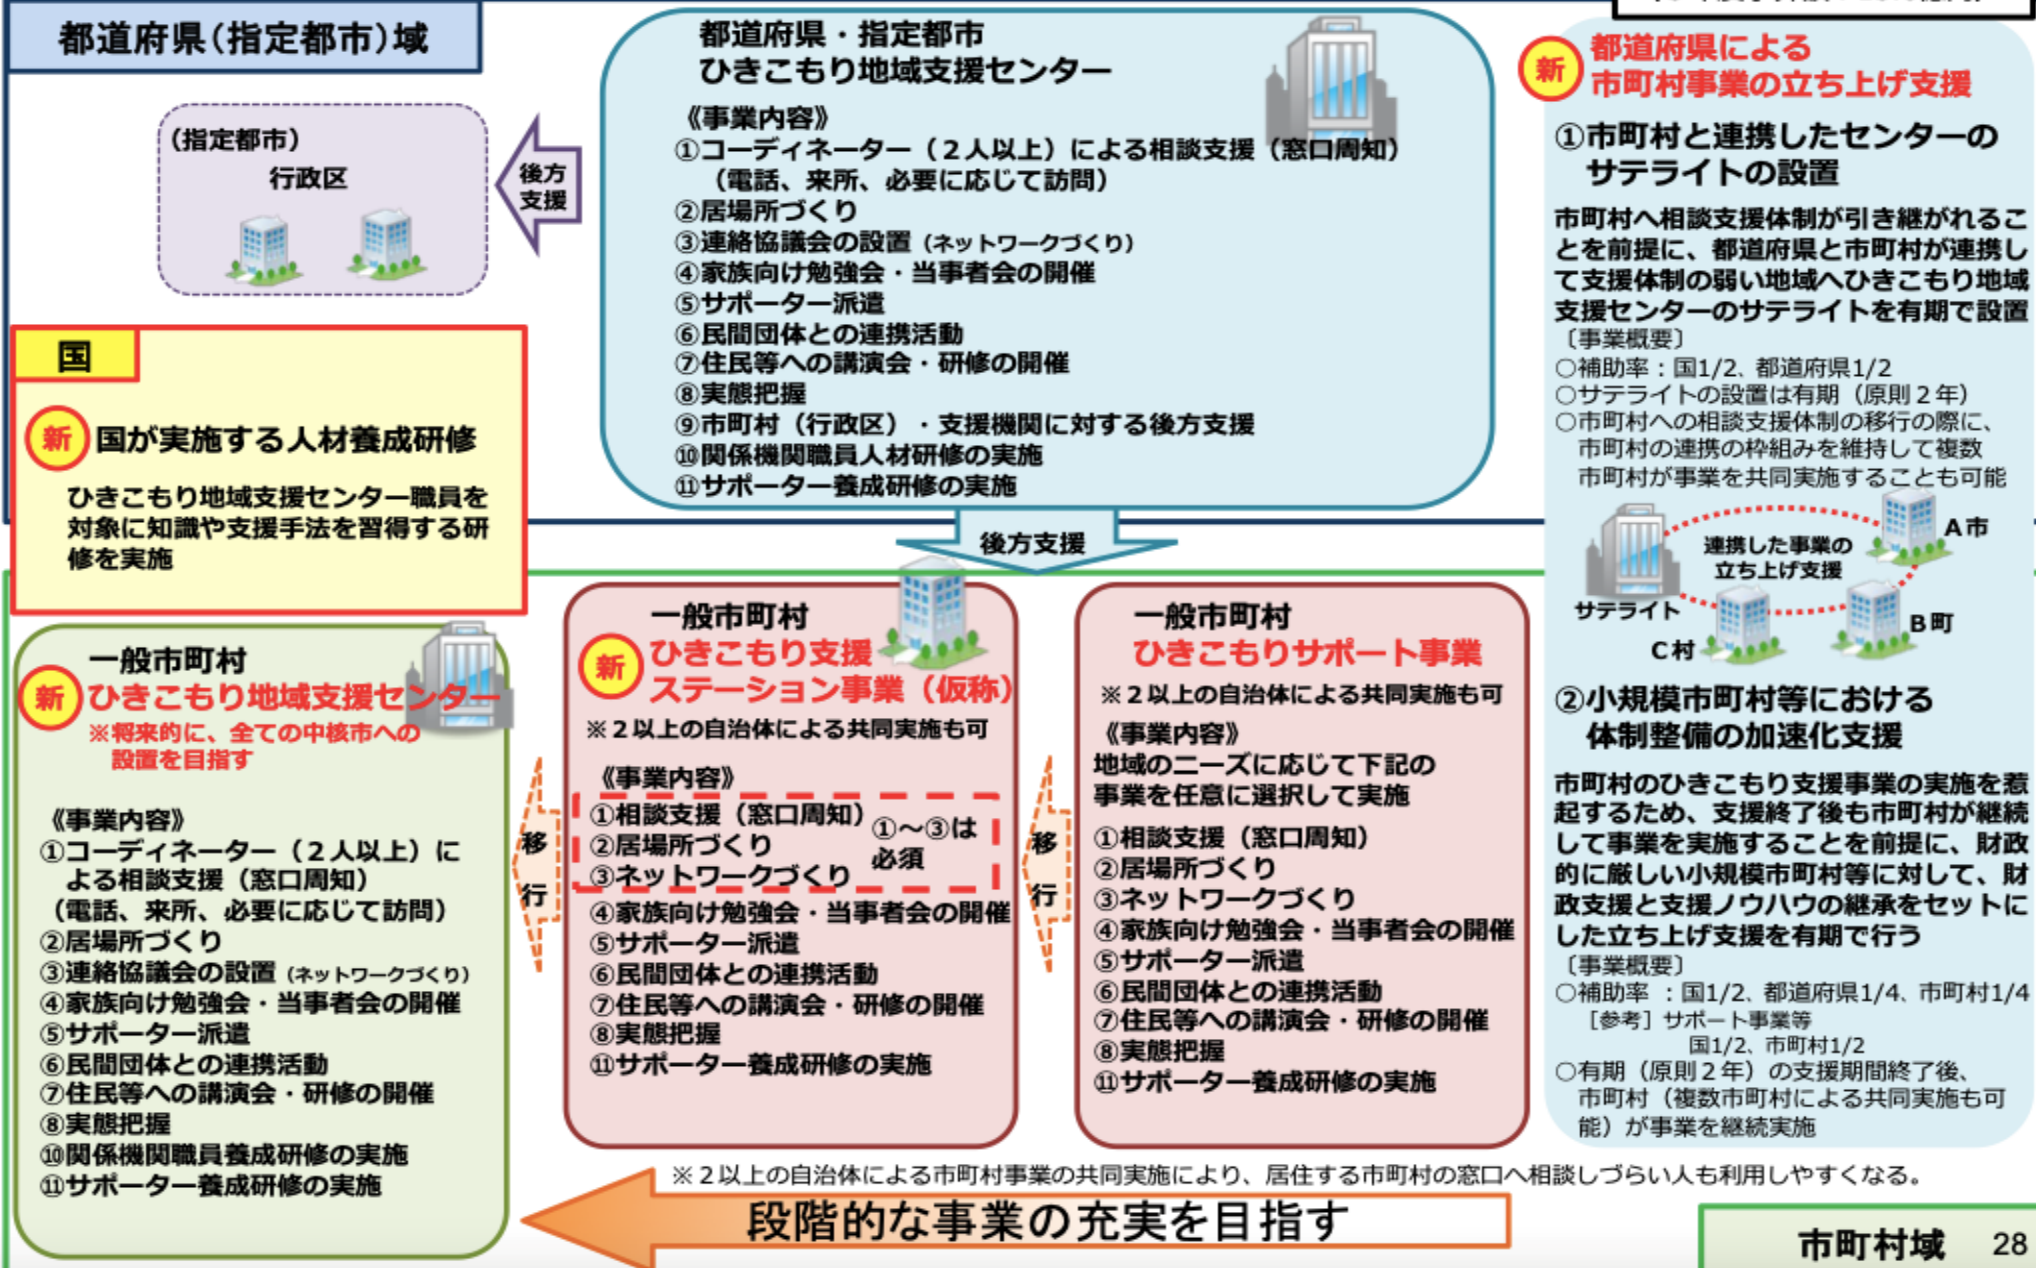 都道府県(指定都市)域
(指定都市)
行政区
後方
支援
都道府県・指定都市
ひきこもり地域支援センター
《事業内容》
①コーディネーター(2人以上)による相談支援(窓口周知)
(電話、来所、必要に応じて訪問)
②居場所づくり
③連絡協議会の設置(ネットワークづくり)
④家族向け勉強会・当事者会の開催
⑤サポーター派遣
⑥民間団体との連携活動
⑦住民等への講演会・研修の開催
⑧実態把握
⑨市町村(行政区)・支援機関に対する後方支援
⑩関係機関職員人材研修の実施
⑪サポーター養成研修の実施
後方支援
国
新 国が実施する人材養成研修
ひきこもり地域支援センター職員を
対象に知識や支援手法を習得する研
修を実施
一般市町村
新 ひきこもり地域支援センター
※将来的に、全ての中核市への
設置を目指す
《事業内容》
①コーディネーター(2人以上)に
よる相談支援(窓口周知)
(電話、来所、必要に応じて訪問)
②居場所づくり
③連絡協議会の設置(ネットワークづくり)
④家族向け勉強会・当事者会の開催
⑤サポーター派遣
⑥民間団体との連携活動
⑦住民等への講演会・研修の開催
⑧実態把握
⑩関係機関職員養成研修の実施
⑪サポーター養成研修の実施
移
行
一般市町村
新 ひきこもり支援
ステーション事業(仮称)
※2以上の自治体による共同実施も可
《事業内容》
①相談支援(窓口周知)
②居場所づくり
③ネットワークづくり
①~③は
必須
④家族向け勉強会・当事者会の開催
⑤サポーター派遣
⑥民間団体との連携活動
⑦住民等への講演会・研修の開催
⑧実態把握
⑪サポーター養成研修の実施
移
行
一般市町村
ひきこもりサポート事業
※2以上の自治体による共同実施も可
《事業内容》
地域のニーズに応じて下記の
事業を任意に選択して実施
①相談支援(窓口周知)
②居場所づくり
③ネットワークづくり
④家族向け勉強会・当事者会の開催
⑤サポーター派遣
⑥民間団体との連携活動
⑦住民等への講演会・研修の開催
⑧実態把握
⑪サポーター養成研修の実施
※2以上の自治体による市町村事業の共同実施により、居住する市町村の窓口へ相談しづらい人も利用しやすくなる。
段階的な事業の充実を目指す
新 都道府県による
市町村事業の立ち上げ支援
①市町村と連携したセンターの
サテライトの設置
市町村へ相談支援体制が引き継がれるこ
とを前提に、都道府県と市町村が連携し
て支援体制の弱い地域へひきこもり地域
支援センターのサテライトを有期で設置
〔事業概要〕
○補助率:国1/2、都道府県1/2
○サテライトの設置は有期(原則2年)
○市町村への相談支援体制の移行の際に、
市町村の連携の枠組みを維持して複数
市町村が事業を共同実施することも可能
連携した事業の
立ち上げ支援
A市
サテライト
B町
C村
②小規模市町村等における
体制整備の加速化支援
市町村のひきこもり支援事業の実施を惹
起するため、支援終了後も市町村が継続
して事業を実施することを前提に、財政
的に厳しい小規模市町村等に対して、財
政支援と支援ノウハウの継承をセットに
した立ち上げ支援を有期で行う
〔事業概要〕
○補助率 :国1/2、都道府県1/4、市町村1/4
[参考]サポート事業等
国1/2、市町村1/2
○有期(原則2年)の支援期間終了後、
市町村(複数市町村による共同実施も可
能)が事業を継続実施
市町村域 28